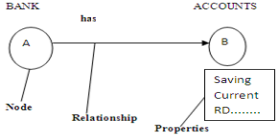 BANK ACCOUNTS
has
A B
Saving
Current
RD........
Node
Relationship
Properties